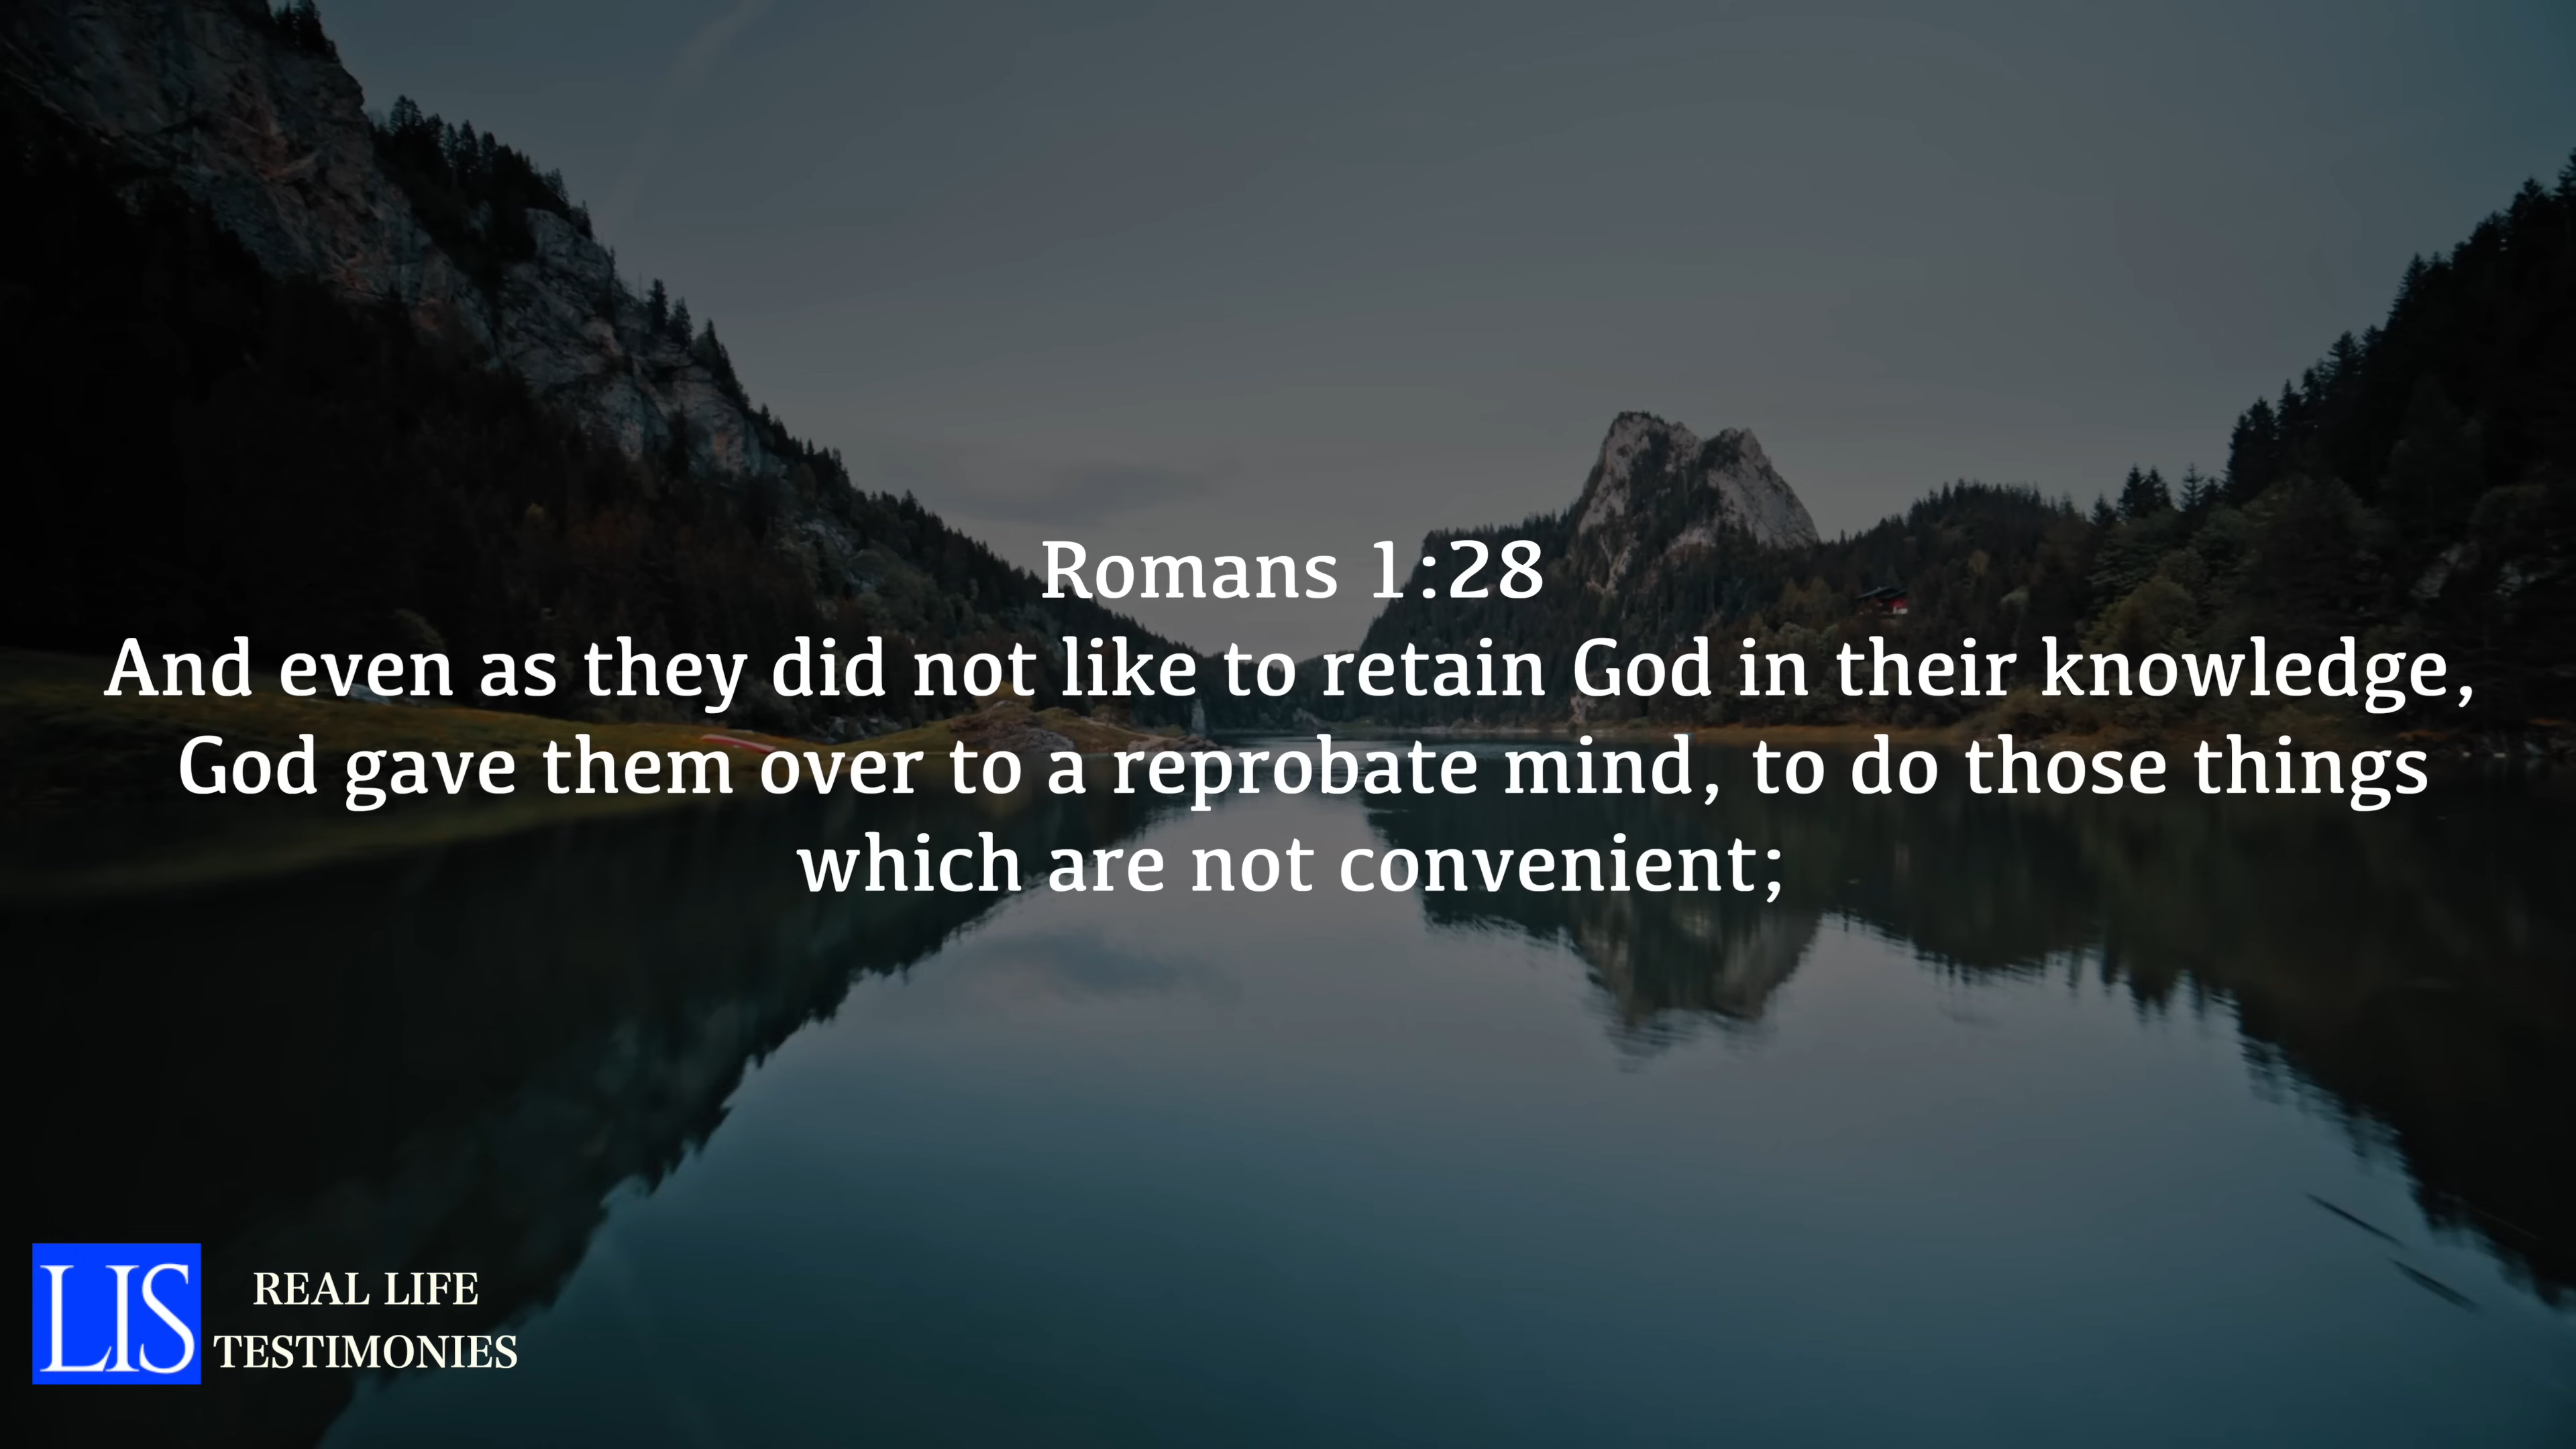 Romans 1:28
And even as they did not like to retain God in their knowledge,
God gave them over to a reprobate mind, to do those things
which are not convenient;
LIS
REAL LIFE
TESTIMONIES